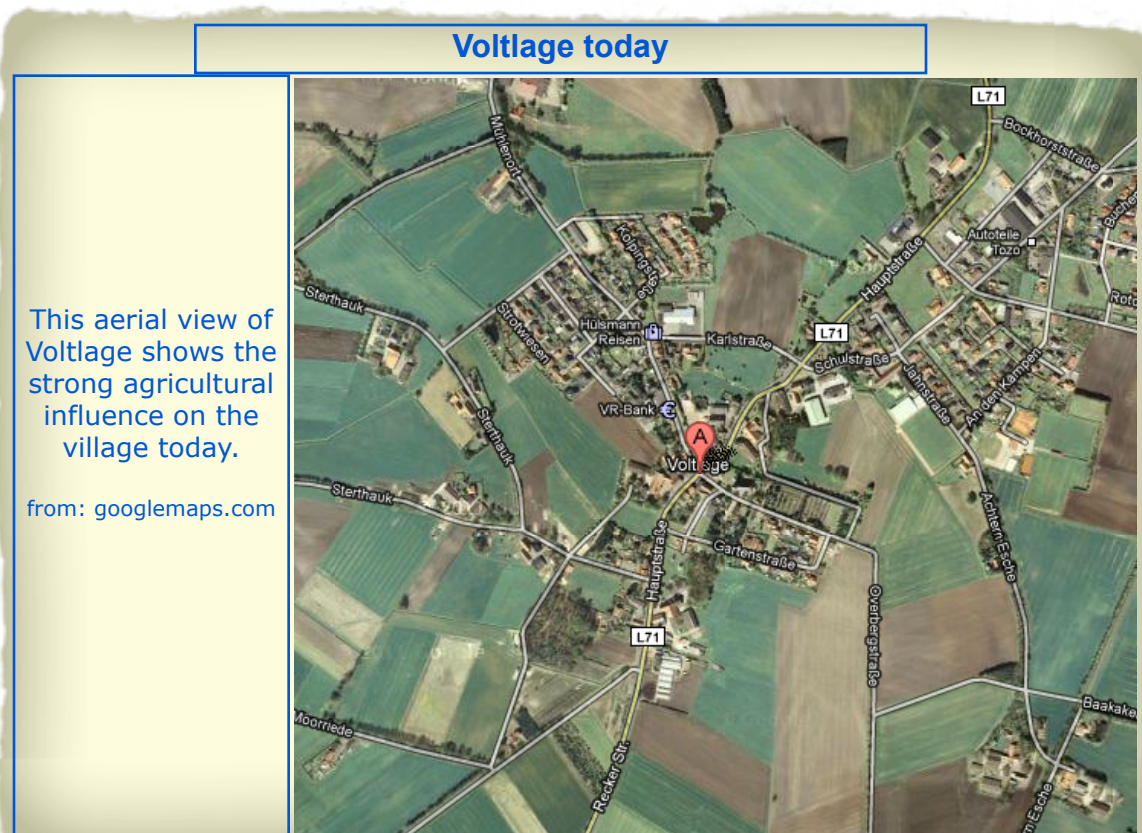 Voltlage today
This aerial view of
Voltlage shows the
strong agricultural
influence on the
village today.
from: googlemaps.com
L71
Bockhorststraße
Mühlenort
Autoteile
Tozo
Kolpingstraße
Hauptstraße
Sterthauk
Strotwiesen
Hülsmann
Reisen
Karlstraße
L71
Schulstraße
Jahnstraße
An den Kämpen
VR-Bank
A
Voltlage
Sterthauk
Sterthauk
Gartenstraße
Achtern Esche
Hauptstraße
Overbergstraße
L71
Moorriede
Recker Str.